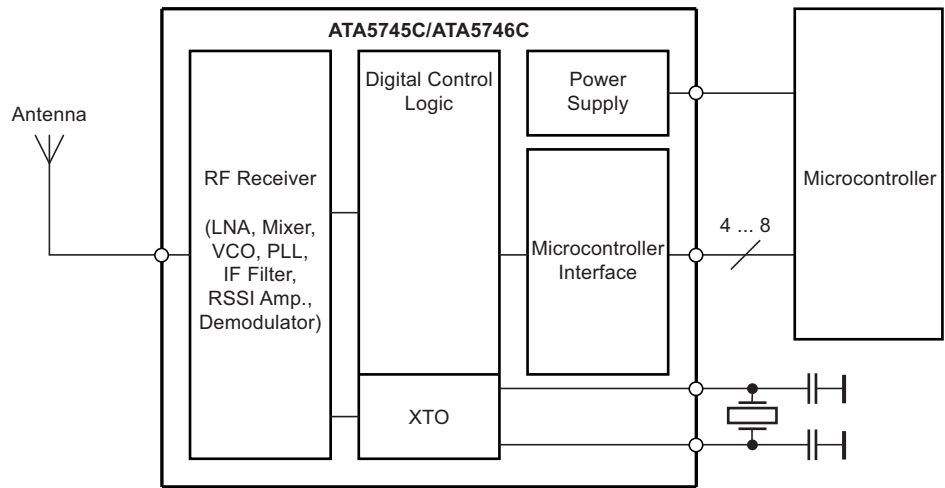 ATA5745C/ATA5746C
Antenna
RF Receiver
(LNA, Mixer,
VCO, PLL,
IF Filter,
RSSI Amp.,
Demodulator)
Digital Control
Logic
XTO
Power
Supply
Microcontroller
Interface
4 ... 8
Microcontroller